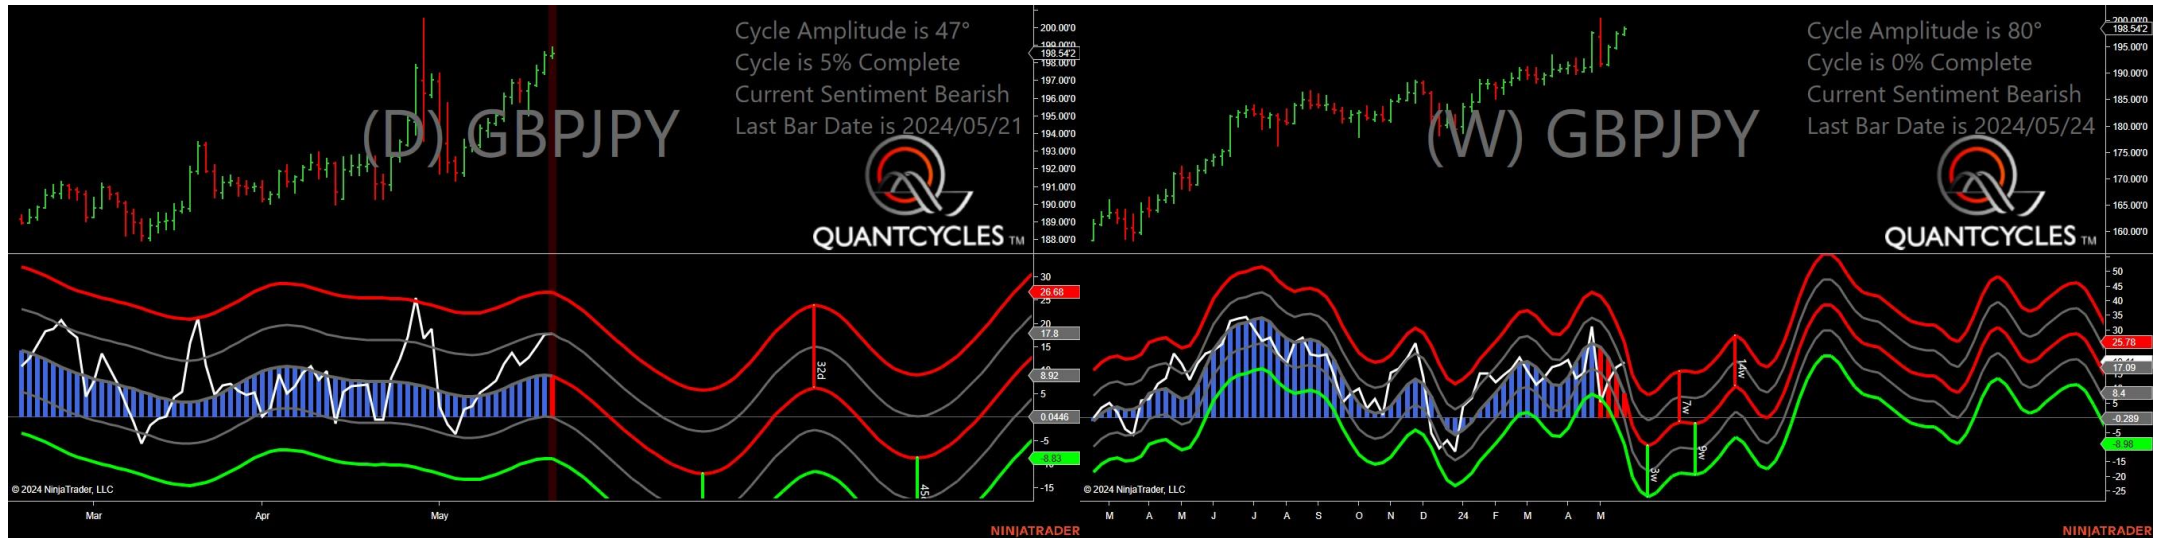 Cycle Amplitude is 47°
Cycle is 5% Complete
Current Sentiment Bearish
Last Bar Date is 2024/05/21
(D) GBPJPY
QUANTCYCLES TM
200.00'0
199.00'0
198.54'2
197.00'0
196.00'0
195.00'0
194.00'0
193.00'0
192.00'0
191.00'0
190.00'0
189.00'0
188.00'0
30
26.68
25
20
17.8
15
8.92
5
0.0446
-5
-8.83
-15
32d
© 2024 NinjaTrader, LLC
Mar
Apr
May
NINJATRADER
Cycle Amplitude is 80°
Cycle is 0% Complete
Current Sentiment Bearish
Last Bar Date is 2024/05/24
(W) GBPJPY
QUANTCYCLES TM
200.00'0
198.54'2
195.00'0
190.00'0
185.00'0
180.00'0
175.00'0
170.00'0
165.00'0
160.00'0
50
45
40
35
30
25.78
17.09
15
8.4
5
-0.289
-5
-8.98
-15
-20
-25
3w
7w
9w
14w
© 2024 NinjaTrader, LLC
M A M J J A S O N D 24 F M A M
NINJATRADER